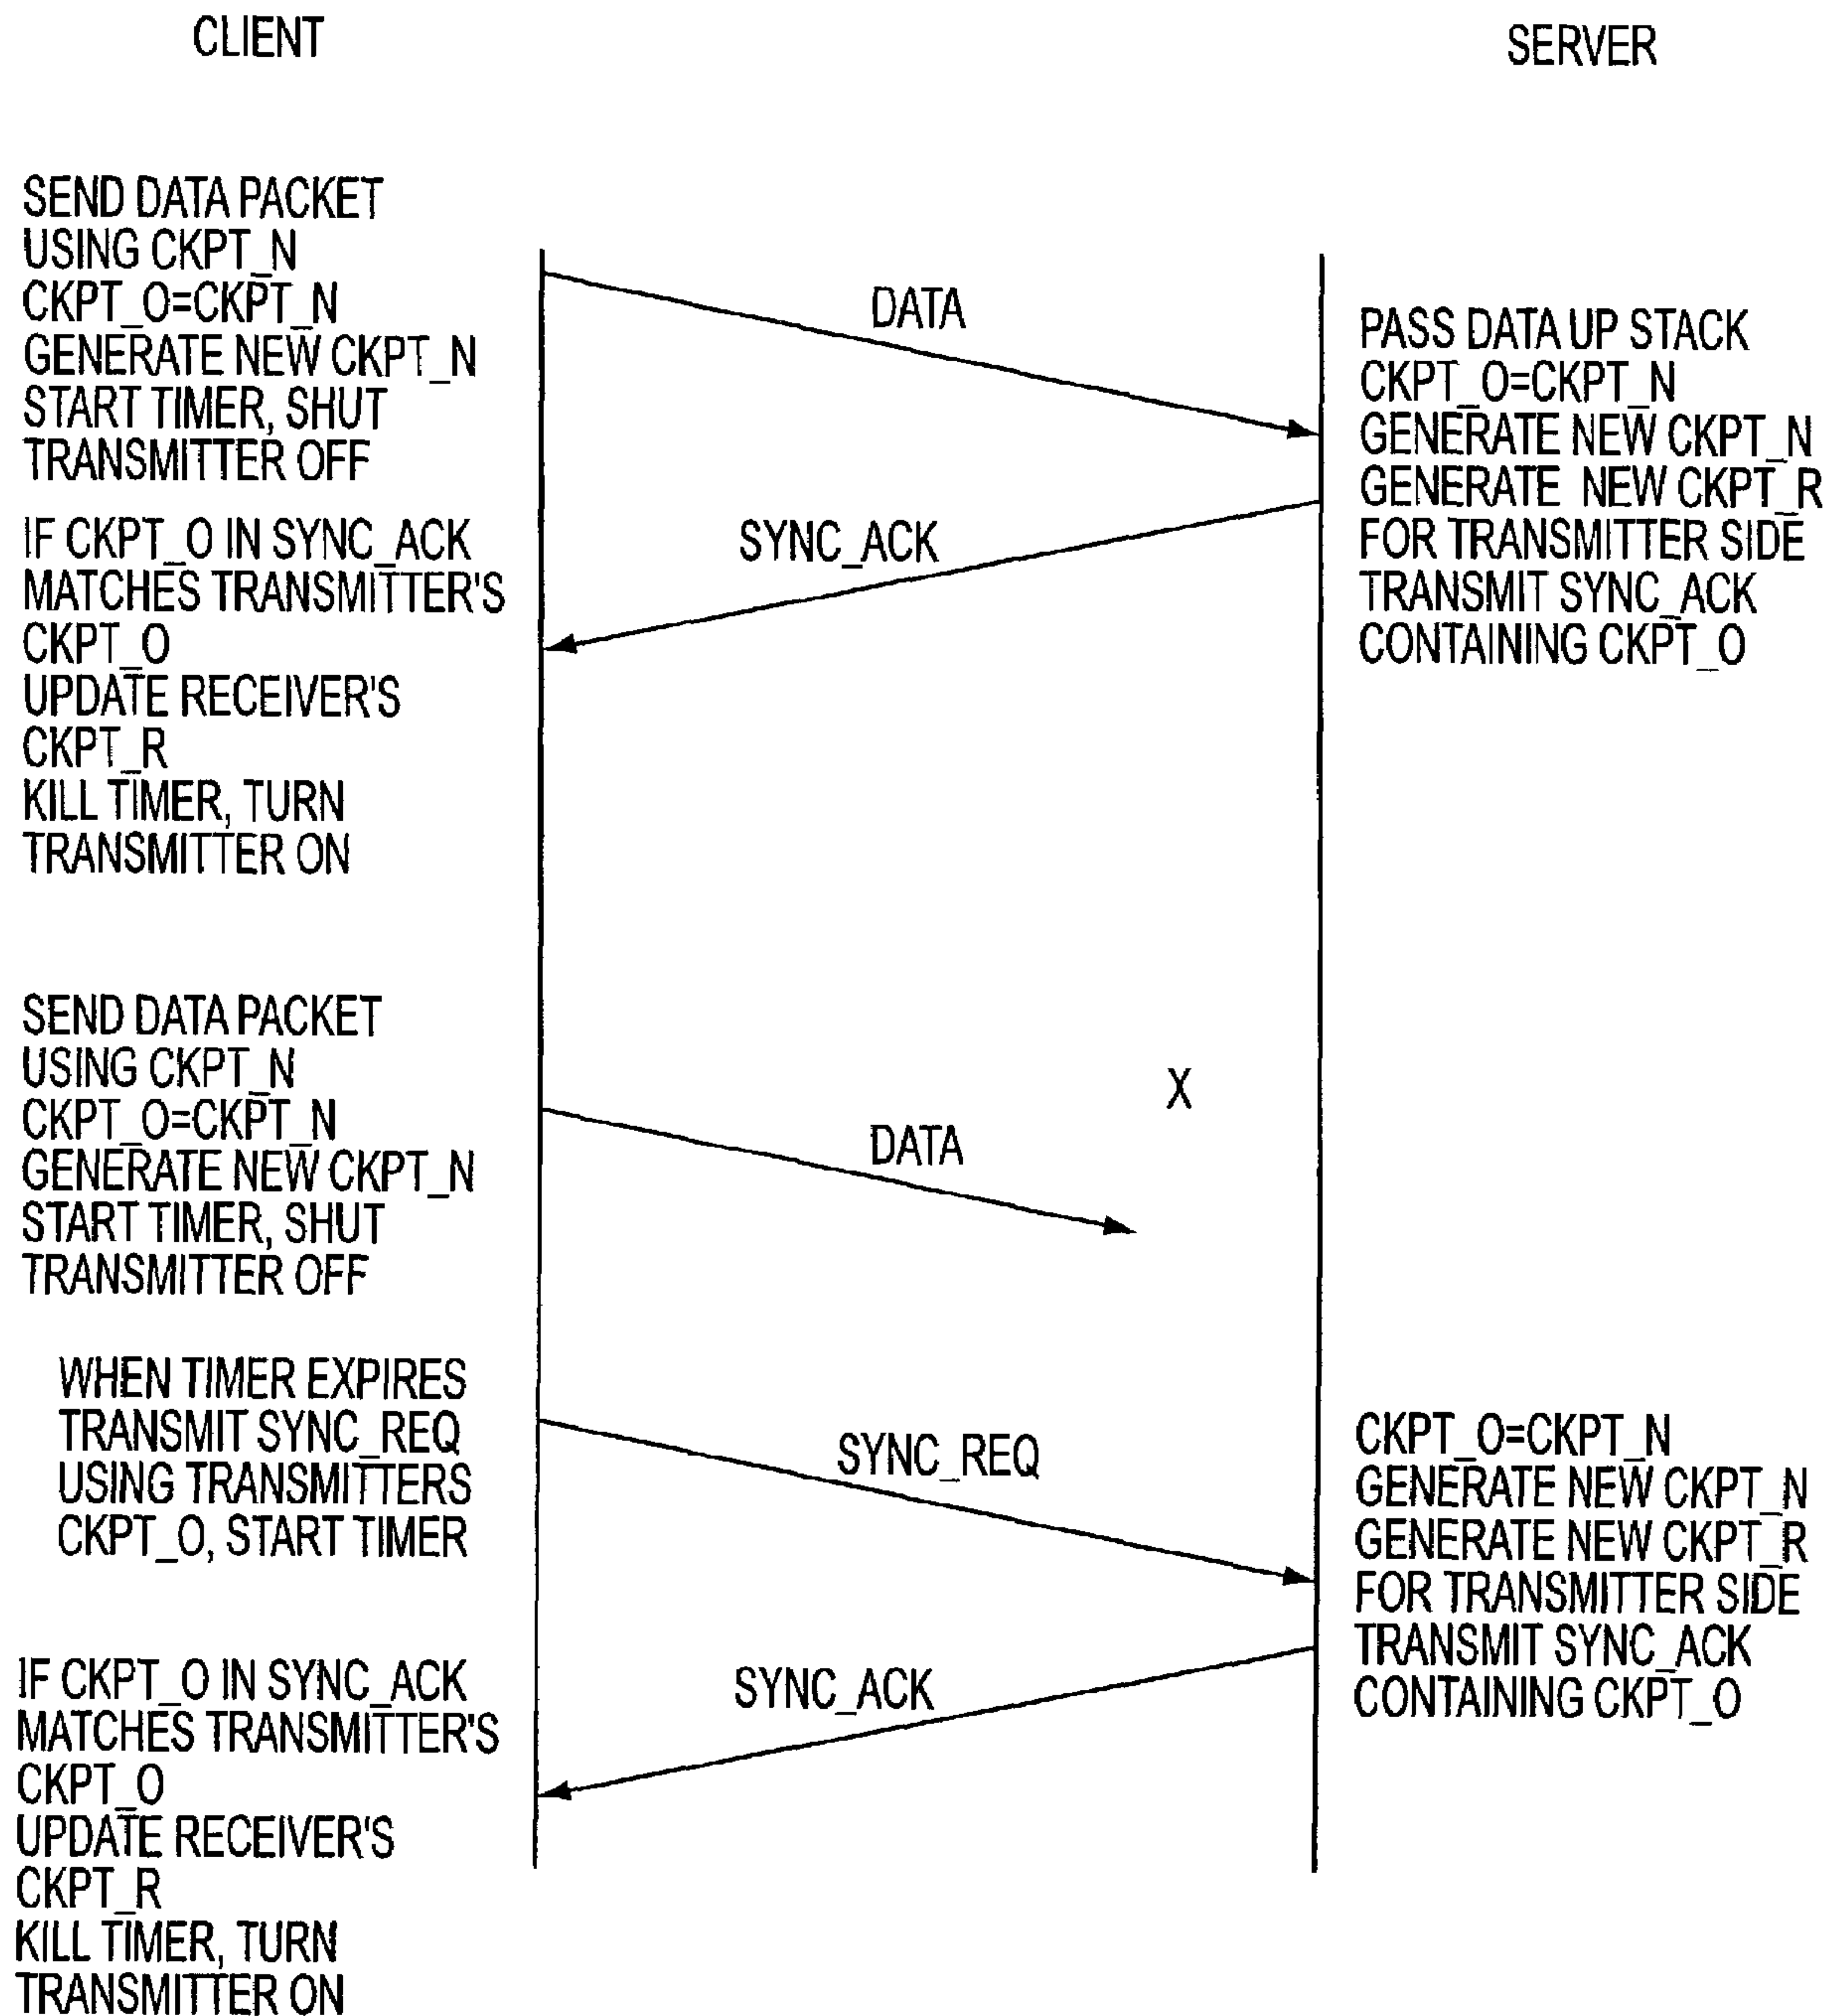 CLIENT
SERVER
SEND DATA PACKET
USING CKPT_N
CKPT_O=CKPT_N
GENERATE NEW CKPT_N
START TIMER, SHUT
TRANSMITTER OFF
DATA
PASS DATA UP STACK
CKPT_O=CKPT_N
GENERATE NEW CKPT_N
GENERATE NEW CKPT_R
FOR TRANSMITTER SIDE
TRANSMIT SYNC_ACK
CONTAINING CKPT_O
SYNC_ACK
IF CKPT_O IN SYNC_ACK
MATCHES TRANSMITTER'S
CKPT_O
UPDATE RECEIVER'S
CKPT_R
KILL TIMER, TURN
TRANSMITTER ON
SEND DATA PACKET
USING CKPT_N
CKPT_O=CKPT_N
GENERATE NEW CKPT_N
START TIMER, SHUT
TRANSMITTER OFF
DATA
X
WHEN TIMER EXPIRES
TRANSMIT SYNC_REQ
USING TRANSMITTERS
CKPT_O, START TIMER
SYNC_REQ
CKPT_O=CKPT_N
GENERATE NEW CKPT_N
GENERATE NEW CKPT_R
FOR TRANSMITTER SIDE
TRANSMIT SYNC_ACK
CONTAINING CKPT_O
SYNC_ACK
IF CKPT_O IN SYNC_ACK
MATCHES TRANSMITTER'S
CKPT_O
UPDATE RECEIVER'S
CKPT_R
KILL TIMER, TURN
TRANSMITTER ON